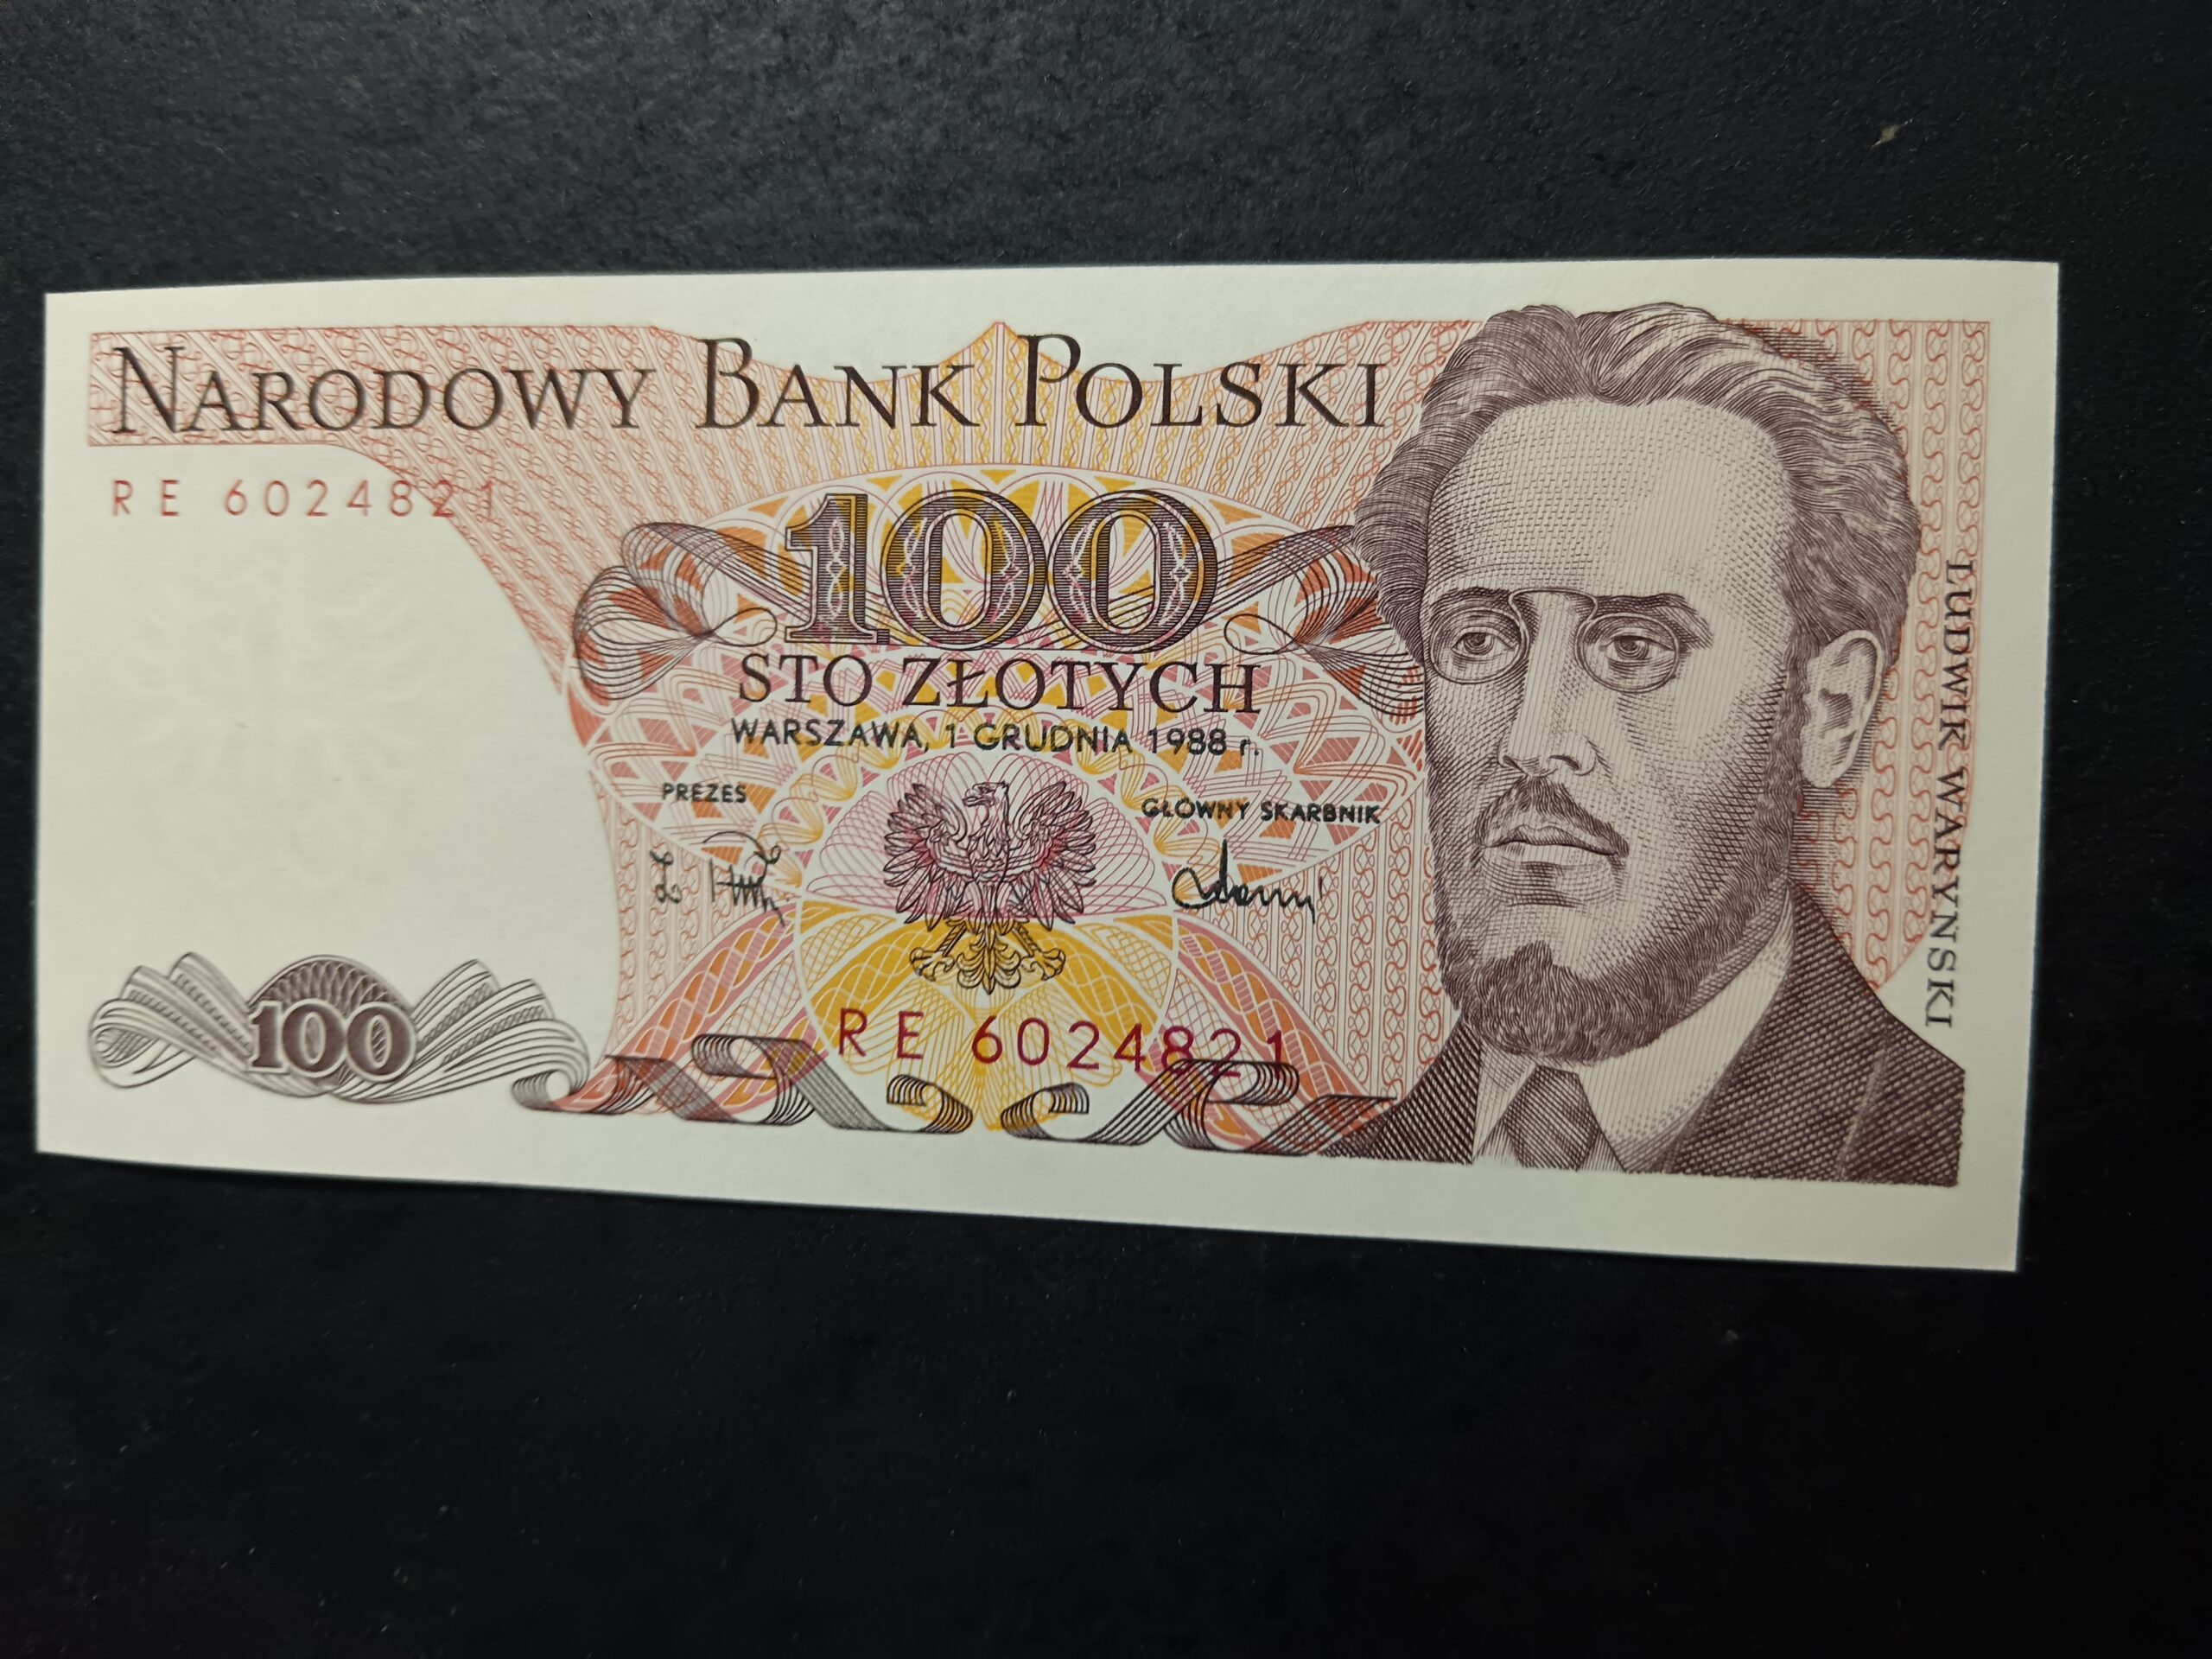 NARODOWY BANK POLSKI
RE 6024821
100
STO ZŁOTYCH
WARSZAWA, 1 GRUDNIA 1988 r.
PREZES
GŁÓWNY SKARBNIK
RE 6024821
100
LUDWIK WARYŃSKI